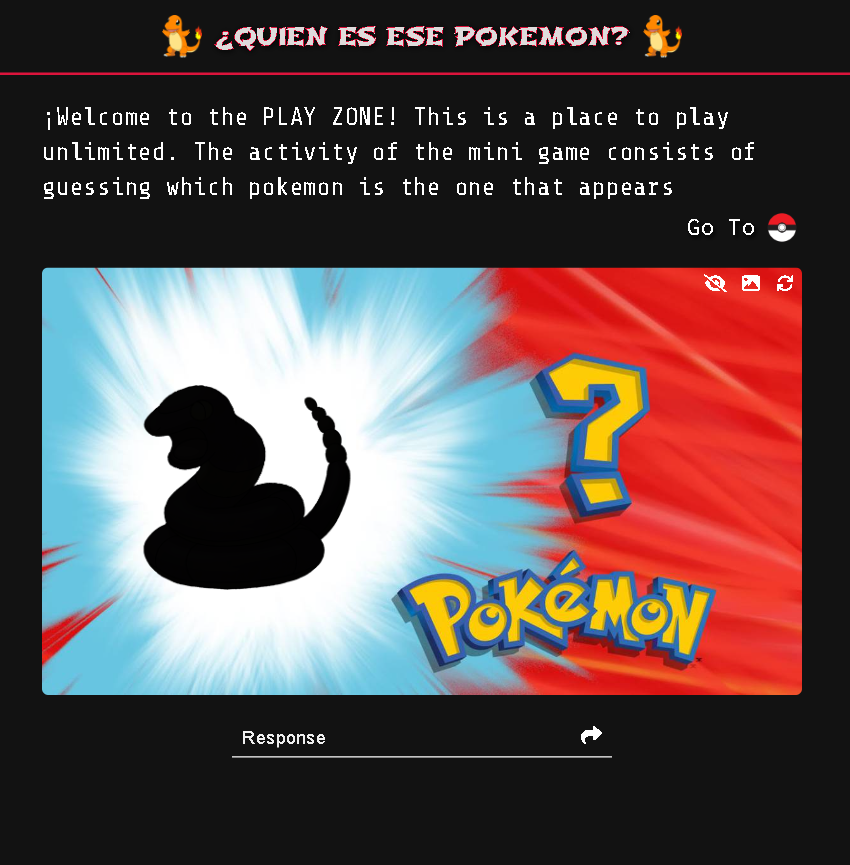 ¿QUIEN ES ESE POKEMON?
¡Welcome to the PLAY ZONE! This is a place to play
unlimited. The activity of the mini game consists of
guessing which pokemon is the one that appears
Go To
?
POKéMON
Response